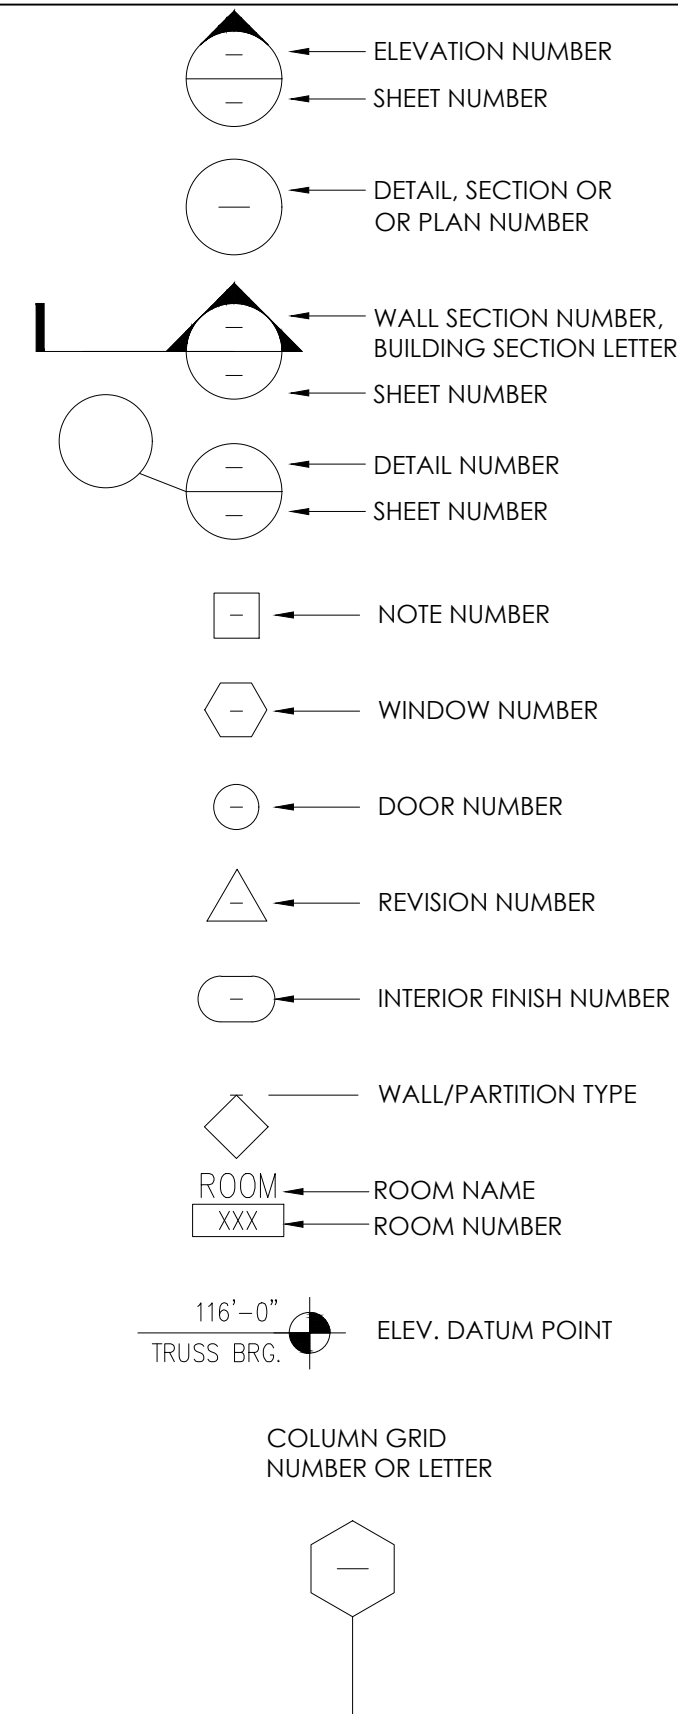 ELEVATION NUMBER
SHEET NUMBER
DETAIL, SECTION OR
OR PLAN NUMBER
WALL SECTION NUMBER,
BUILDING SECTION LETTER
SHEET NUMBER
DETAIL NUMBER
SHEET NUMBER
NOTE NUMBER
WINDOW NUMBER
DOOR NUMBER
REVISION NUMBER
INTERIOR FINISH NUMBER
WALL/PARTITION TYPE
ROOM
ROOM NAME
XXX
ROOM NUMBER
116'-0"
TRUSS BRG.
ELEV. DATUM POINT
COLUMN GRID
NUMBER OR LETTER